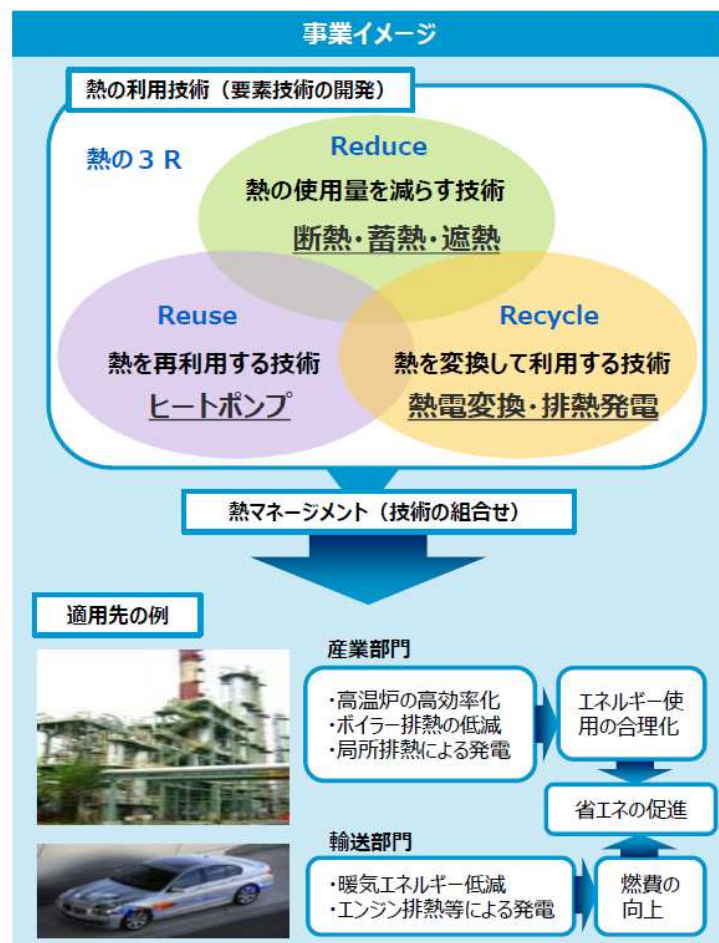 事業イメージ
熱の利用技術（要素技術の開発）
熱の３Ｒ
Reduce
熱の使用量を減らす技術
断熱・蓄熱・遮熱
Reuse
熱を再利用する技術
ヒートポンプ
Recycle
熱を変換して利用する技術
熱電変換・排熱発電
熱マネージメント（技術の組合せ）
適用先の例
産業部門
・高温炉の高効率化
・ボイラー排熱の低減
・局所排熱による発電
エネルギー使
用の合理化
省エネの促進
輸送部門
・暖気エネルギー低減
・エンジン排熱等による発電
燃費の
向上